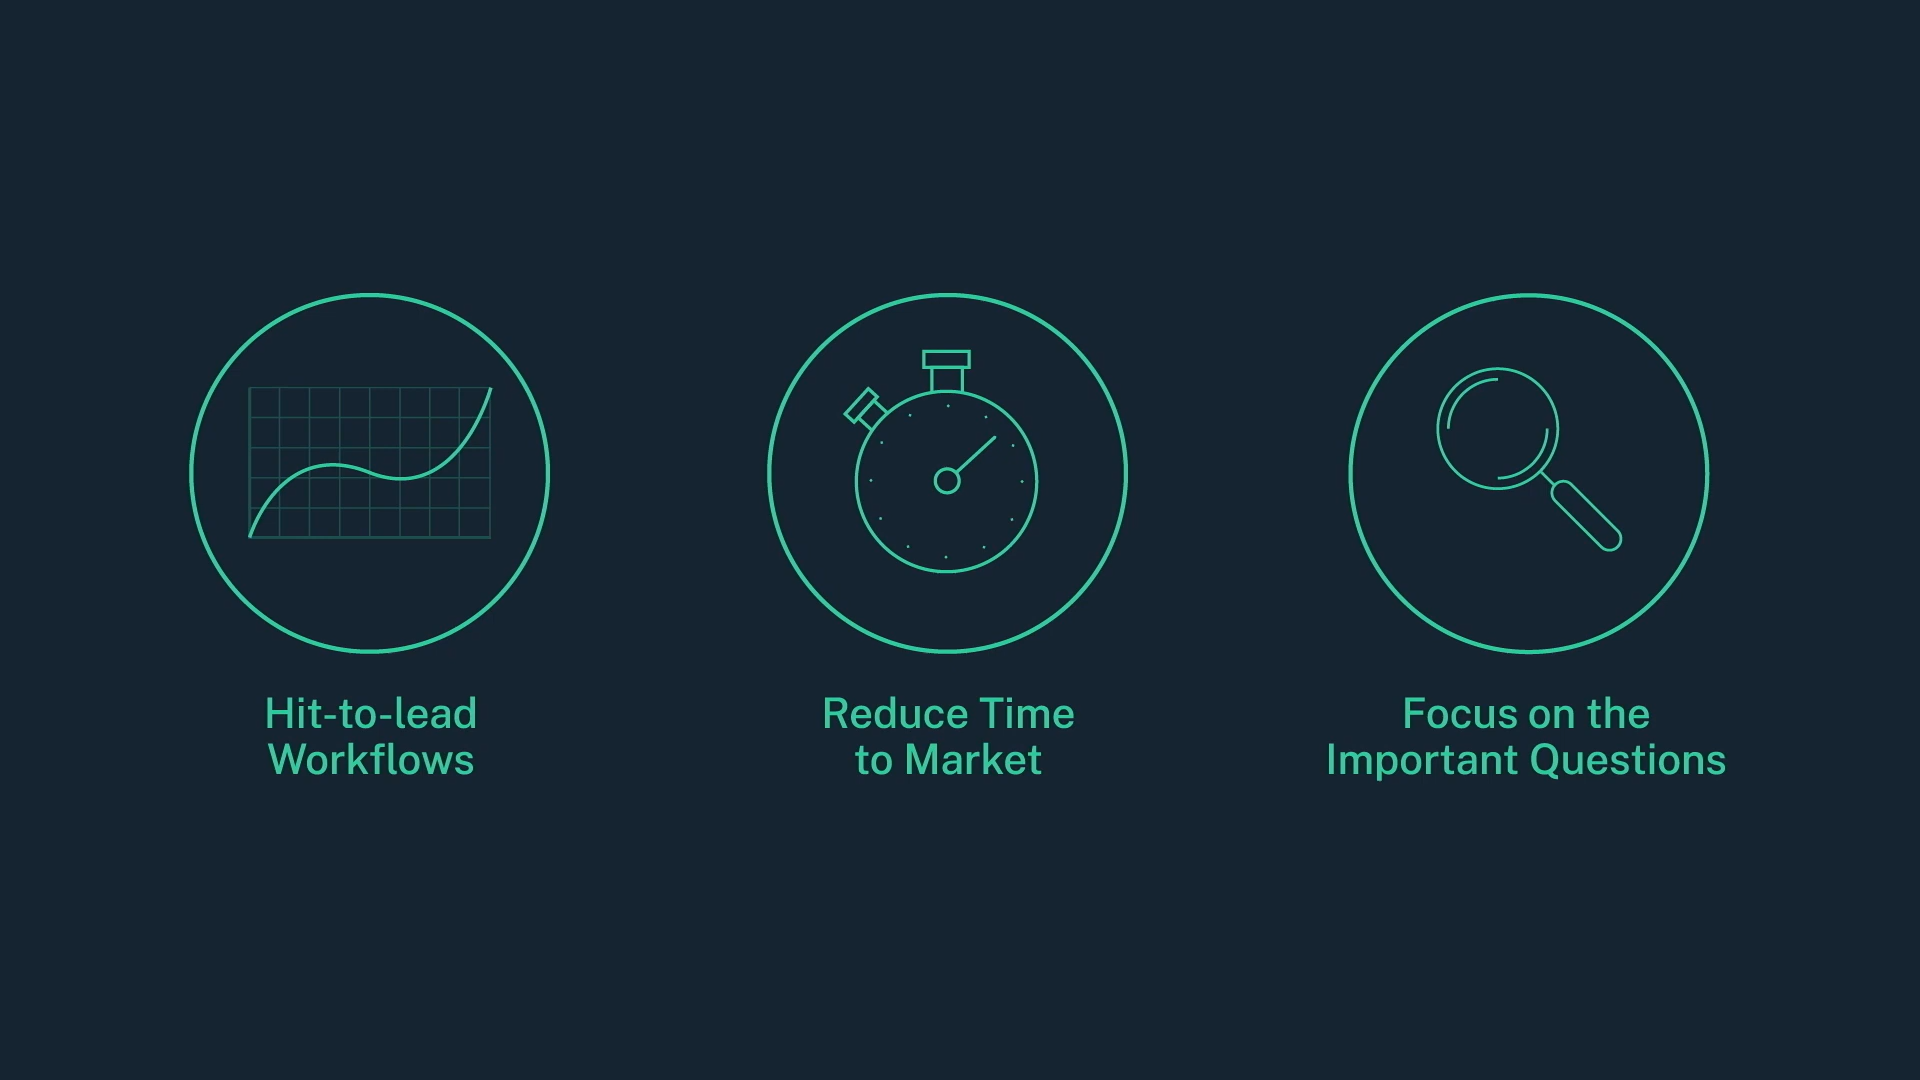 Hit-to-lead
Workflows
Reduce Time
to Market
Focus on the
Important Questions